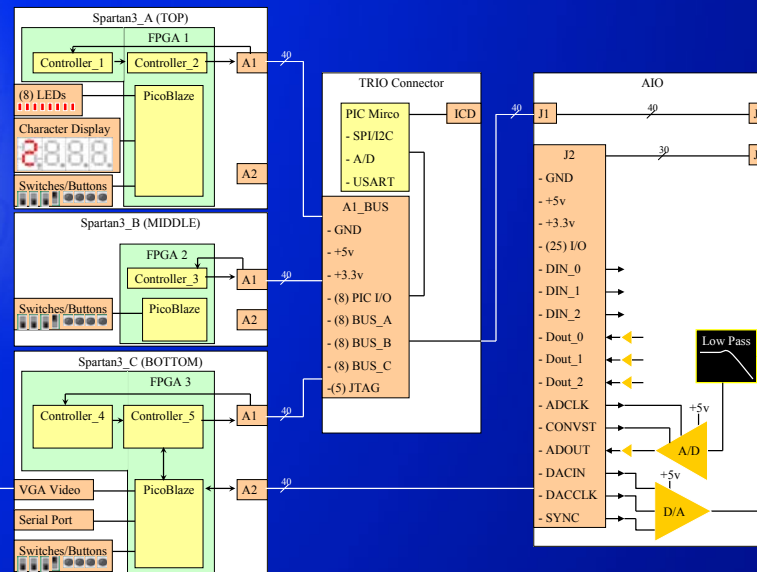 Spartan3_A (TOP)
FPGA 1
Controller_1
Controller_2
A1
40
(8) LEDs
PicoBlaze
Character Display
2.8.8.8.
Switches/Buttons
A2
Spartan3_B (MIDDLE)
FPGA 2
Controller_3
A1
40
Switches/Buttons
PicoBlaze
A2
Spartan3_C (BOTTOM)
FPGA 3
Controller_4
Controller_5
A1
40
VGA Video
PicoBlaze
A2
40
Serial Port
Switches/Buttons
TRIO Connector
PIC Mirco
- SPI/I2C
- A/D
- USART
ICD
A1_BUS
- GND
- +5v
- +3.3v
- (8) PIC I/O
- (8) BUS_A
- (8) BUS_B
- (8) BUS_C
-(5) JTAG
AIO
40
J1
40
J
J2
30
J
- GND
- +5v
- +3.3v
- (25) I/O
- DIN_0
- DIN_1
- DIN_2
- Dout_0
- Dout_1
- Dout_2
- ADCLK
- CONVST
- ADOUT
- DACIN
- DACCLK
- SYNC
Low Pass
+5v
A/D
+5v
D/A